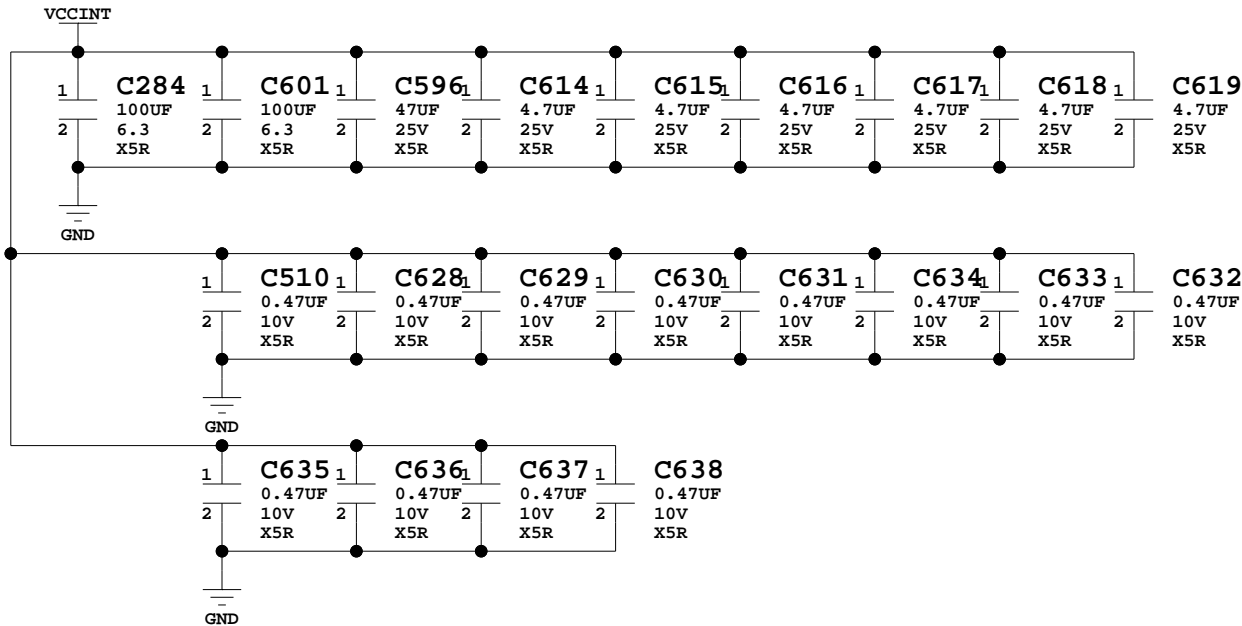 VCCINT
C284 C601 C596 C614 C615 C616 C617 C618 C619
1 1 1 1 1 1 1 1 1
100UF 100UF 47UF 4.7UF 4.7UF 4.7UF 4.7UF 4.7UF 4.7UF
2 2 2 2 2 2 2 2 2
6.3 6.3 25V 25V 25V 25V 25V 25V 25V
X5R X5R X5R X5R X5R X5R X5R X5R X5R
GND
C510 C628 C629 C630 C631 C634 C633 C632
1 1 1 1 1 1 1 1
0.47UF 0.47UF 0.47UF 0.47UF 0.47UF 0.47UF 0.47UF 0.47UF
2 2 2 2 2 2 2 2
10V 10V 10V 10V 10V 10V 10V 10V
X5R X5R X5R X5R X5R X5R X5R X5R
GND
C635 C636 C637 C638
1 1 1 1
0.47UF 0.47UF 0.47UF 0.47UF
2 2 2 2
10V 10V 10V 10V
X5R X5R X5R X5R
GND